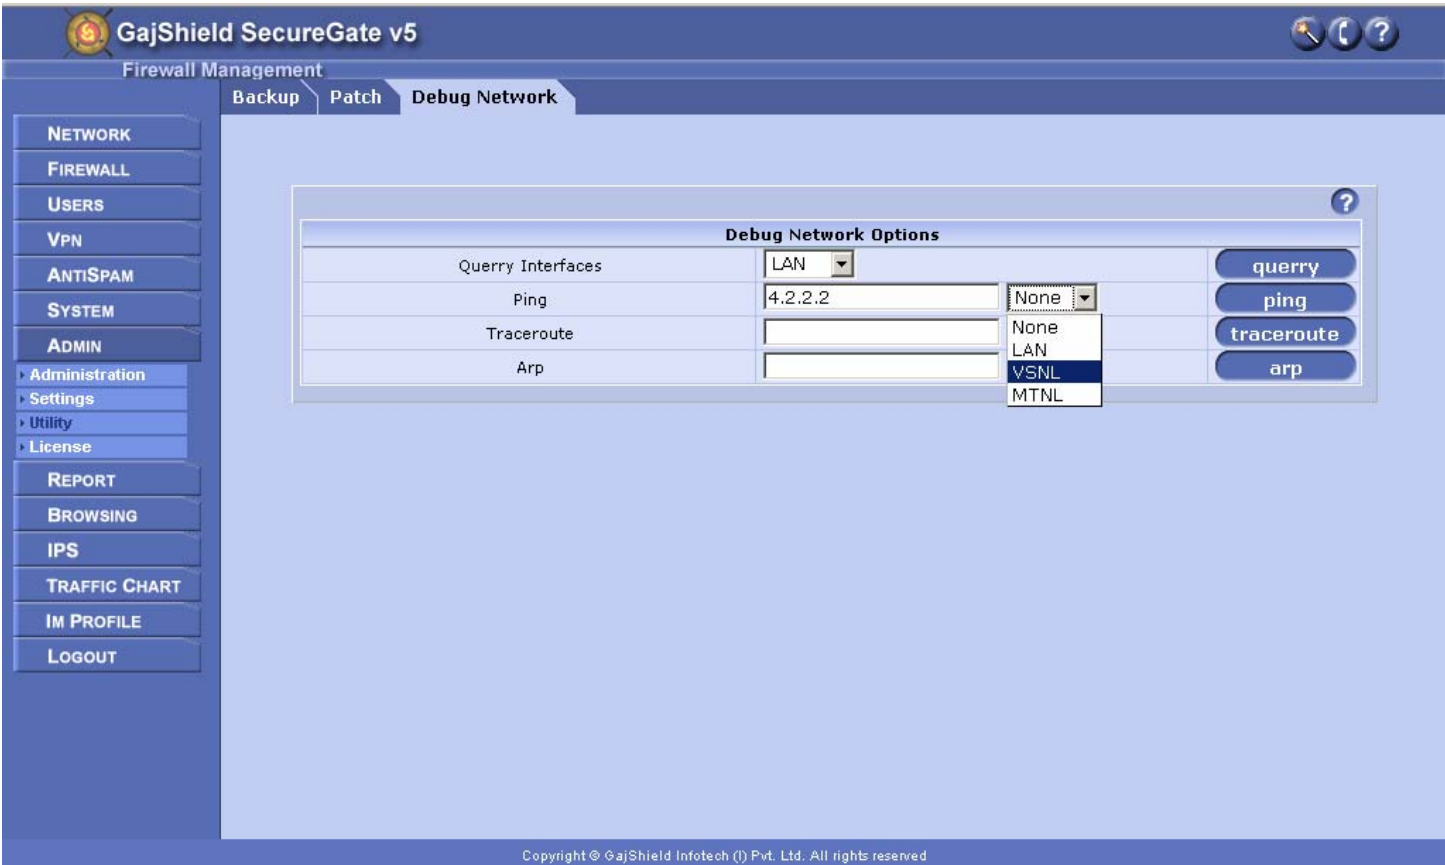 GajShield SecureGate v5
?
Firewall Management
Backup Patch Debug Network
NETWORK
FIREWALL
USERS
VPN
ANTISPAM
SYSTEM
ADMIN
Administration
Settings
Utility
License
REPORT
BROWSING
IPS
TRAFFIC CHART
IM PROFILE
LOGOUT
?
Debug Network Options
Querry Interfaces LAN querry
Ping 4.2.2.2 None ping
Traceroute traceroute
Arp arp
None
LAN
VSNL
MTNL
Copyright © GajShield Infotech (I) Pvt. Ltd. All rights reserved